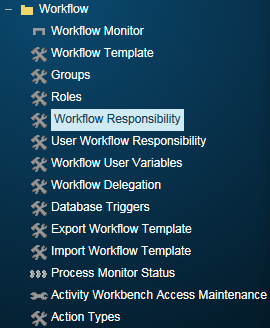 Workflow
Workflow Monitor
Workflow Template
Groups
Roles
Workflow Responsibility
User Workflow Responsibility
Workflow User Variables
Workflow Delegation
Database Triggers
Export Workflow Template
Import Workflow Template
Process Monitor Status
Activity Workbench Access Maintenance
Action Types